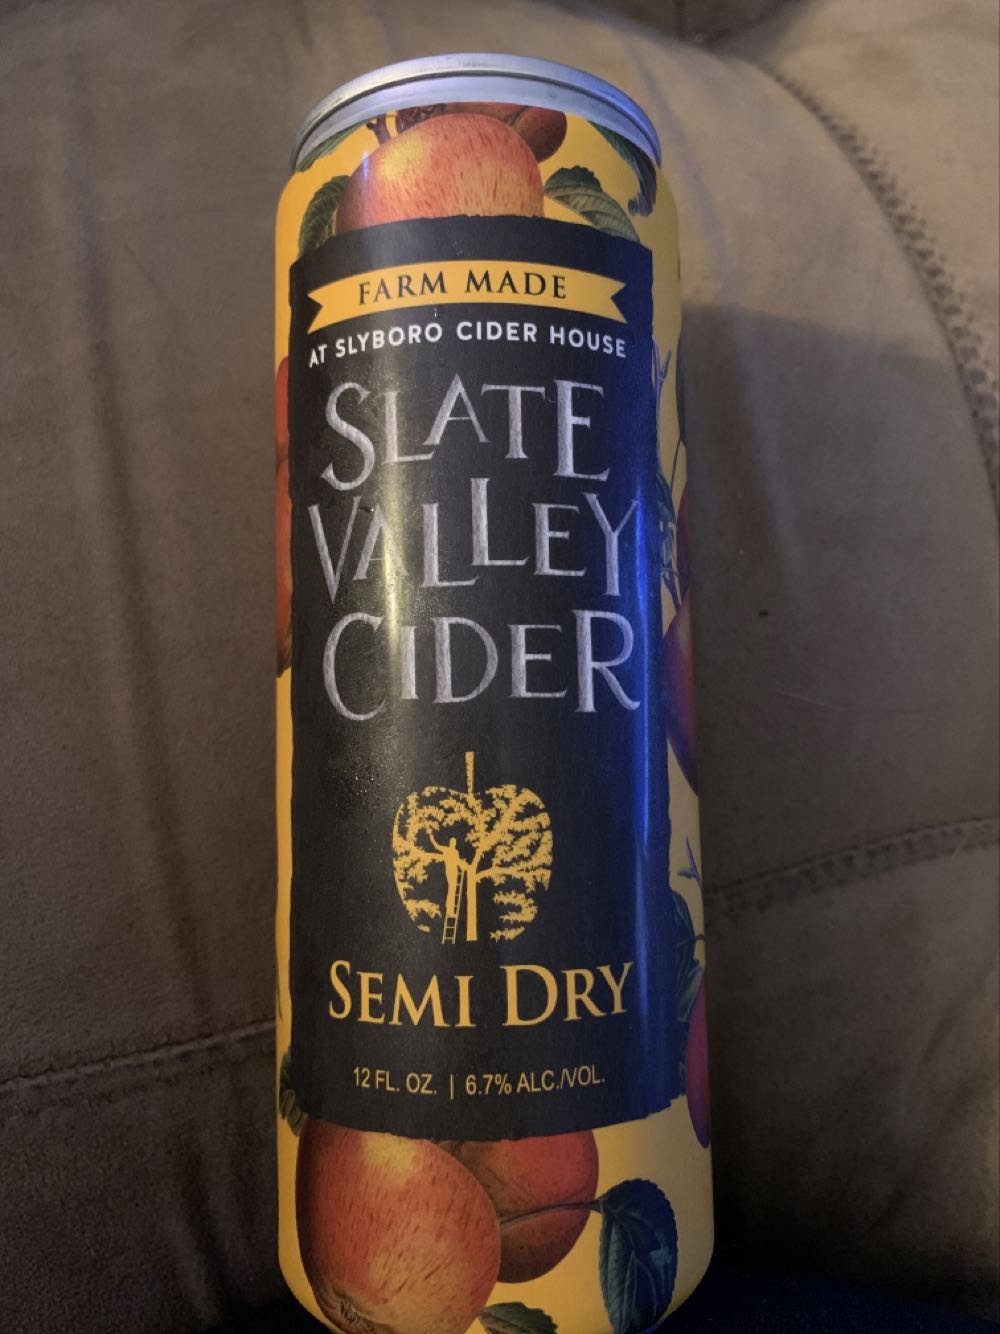 FARM MADE
AT SLYBORO CIDER HOUSE
SLATE
VALLEY
CIDER
SEMI DRY
12 FL. OZ. | 6.7% ALC./VOL.